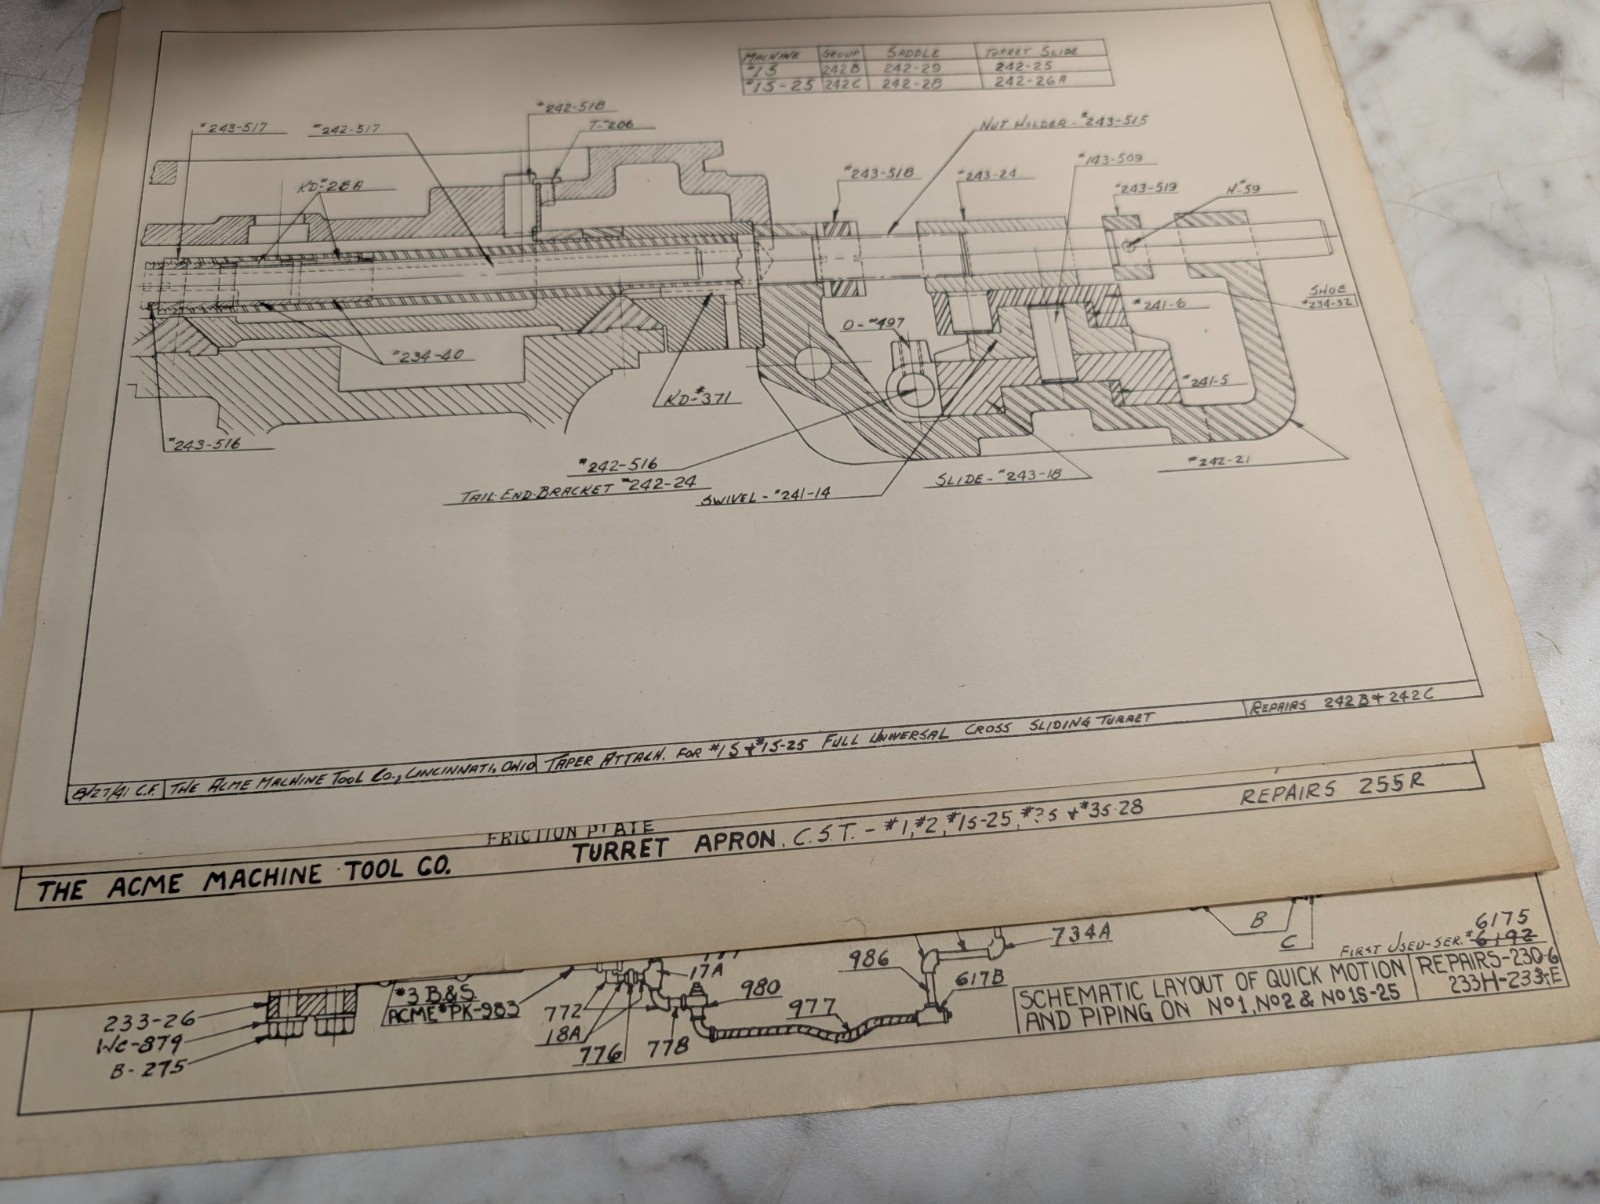 MACHINE GROUP SADDLE TURRET SLIDE
#1S 242B 242-29 242-25
#1S-25 242C 242-28 242-26A
#242-518
#243-517
#242-517
T-#206
NUT HOLDER-#243-515
#143-509
KD-#28A
#243-518
#243-24
#243-519
N-#59
SHOE
#234-32
#241-6
O-#497
#234-40
#241-5
KD-#371
#243-516
#242-516
#242-21
TAIL-END-BRACKET #242-24
SLIDE-#243-18
SWIVEL-#241-14
8/27/41 C.F. THE ACME MACHINE TOOL CO., CINCINNATI, OHIO TAPER ATTACH. FOR #1S & #1S-25 FULL UNIVERSAL CROSS SLIDING TURRET REPAIRS 242B & 242C
FRICTION PLATE
THE ACME MACHINE TOOL CO. TURRET APRON. C.S.T.-#1, #2, #1S-25, #3S & #3S-28 REPAIRS 255R
734A
B
C
986
17A
980
617B
#3 B&S
ACME #PK-983
772
977
18A
776
778
233-26
B-275
FIRST USED-SER.# 6175
6192
SCHEMATIC LAYOUT OF QUICK MOTION
AND PIPING ON No1, No2 & No1S-25
REPAIRS-230-6
233H-233-E